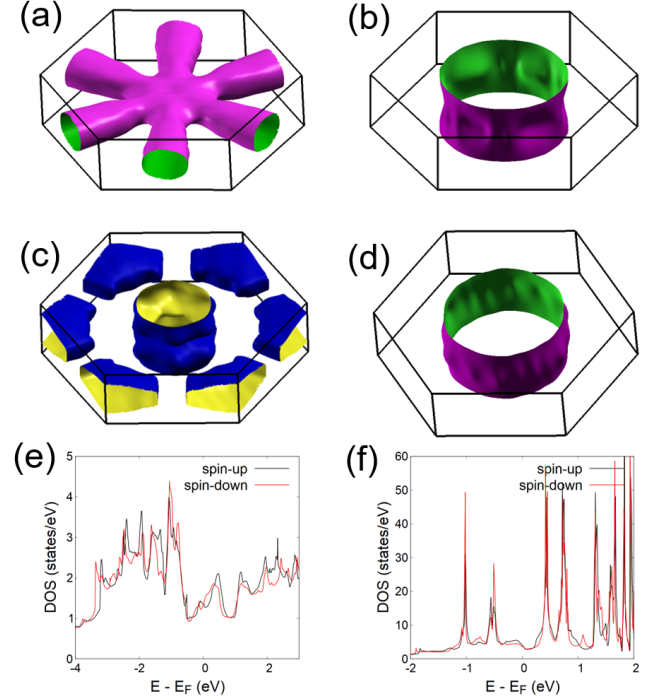 (a)
(b)
(c)
(d)
(e)
(f)
5
4
3
2
1
0
DOS (states/eV)
spin-up
spin-down
-4
-2
0
2
E - E_F (eV)
60
50
40
30
20
10
0
DOS (states/eV)
spin-up
spin-down
-2
-1
0
1
2
E - E_F (eV)